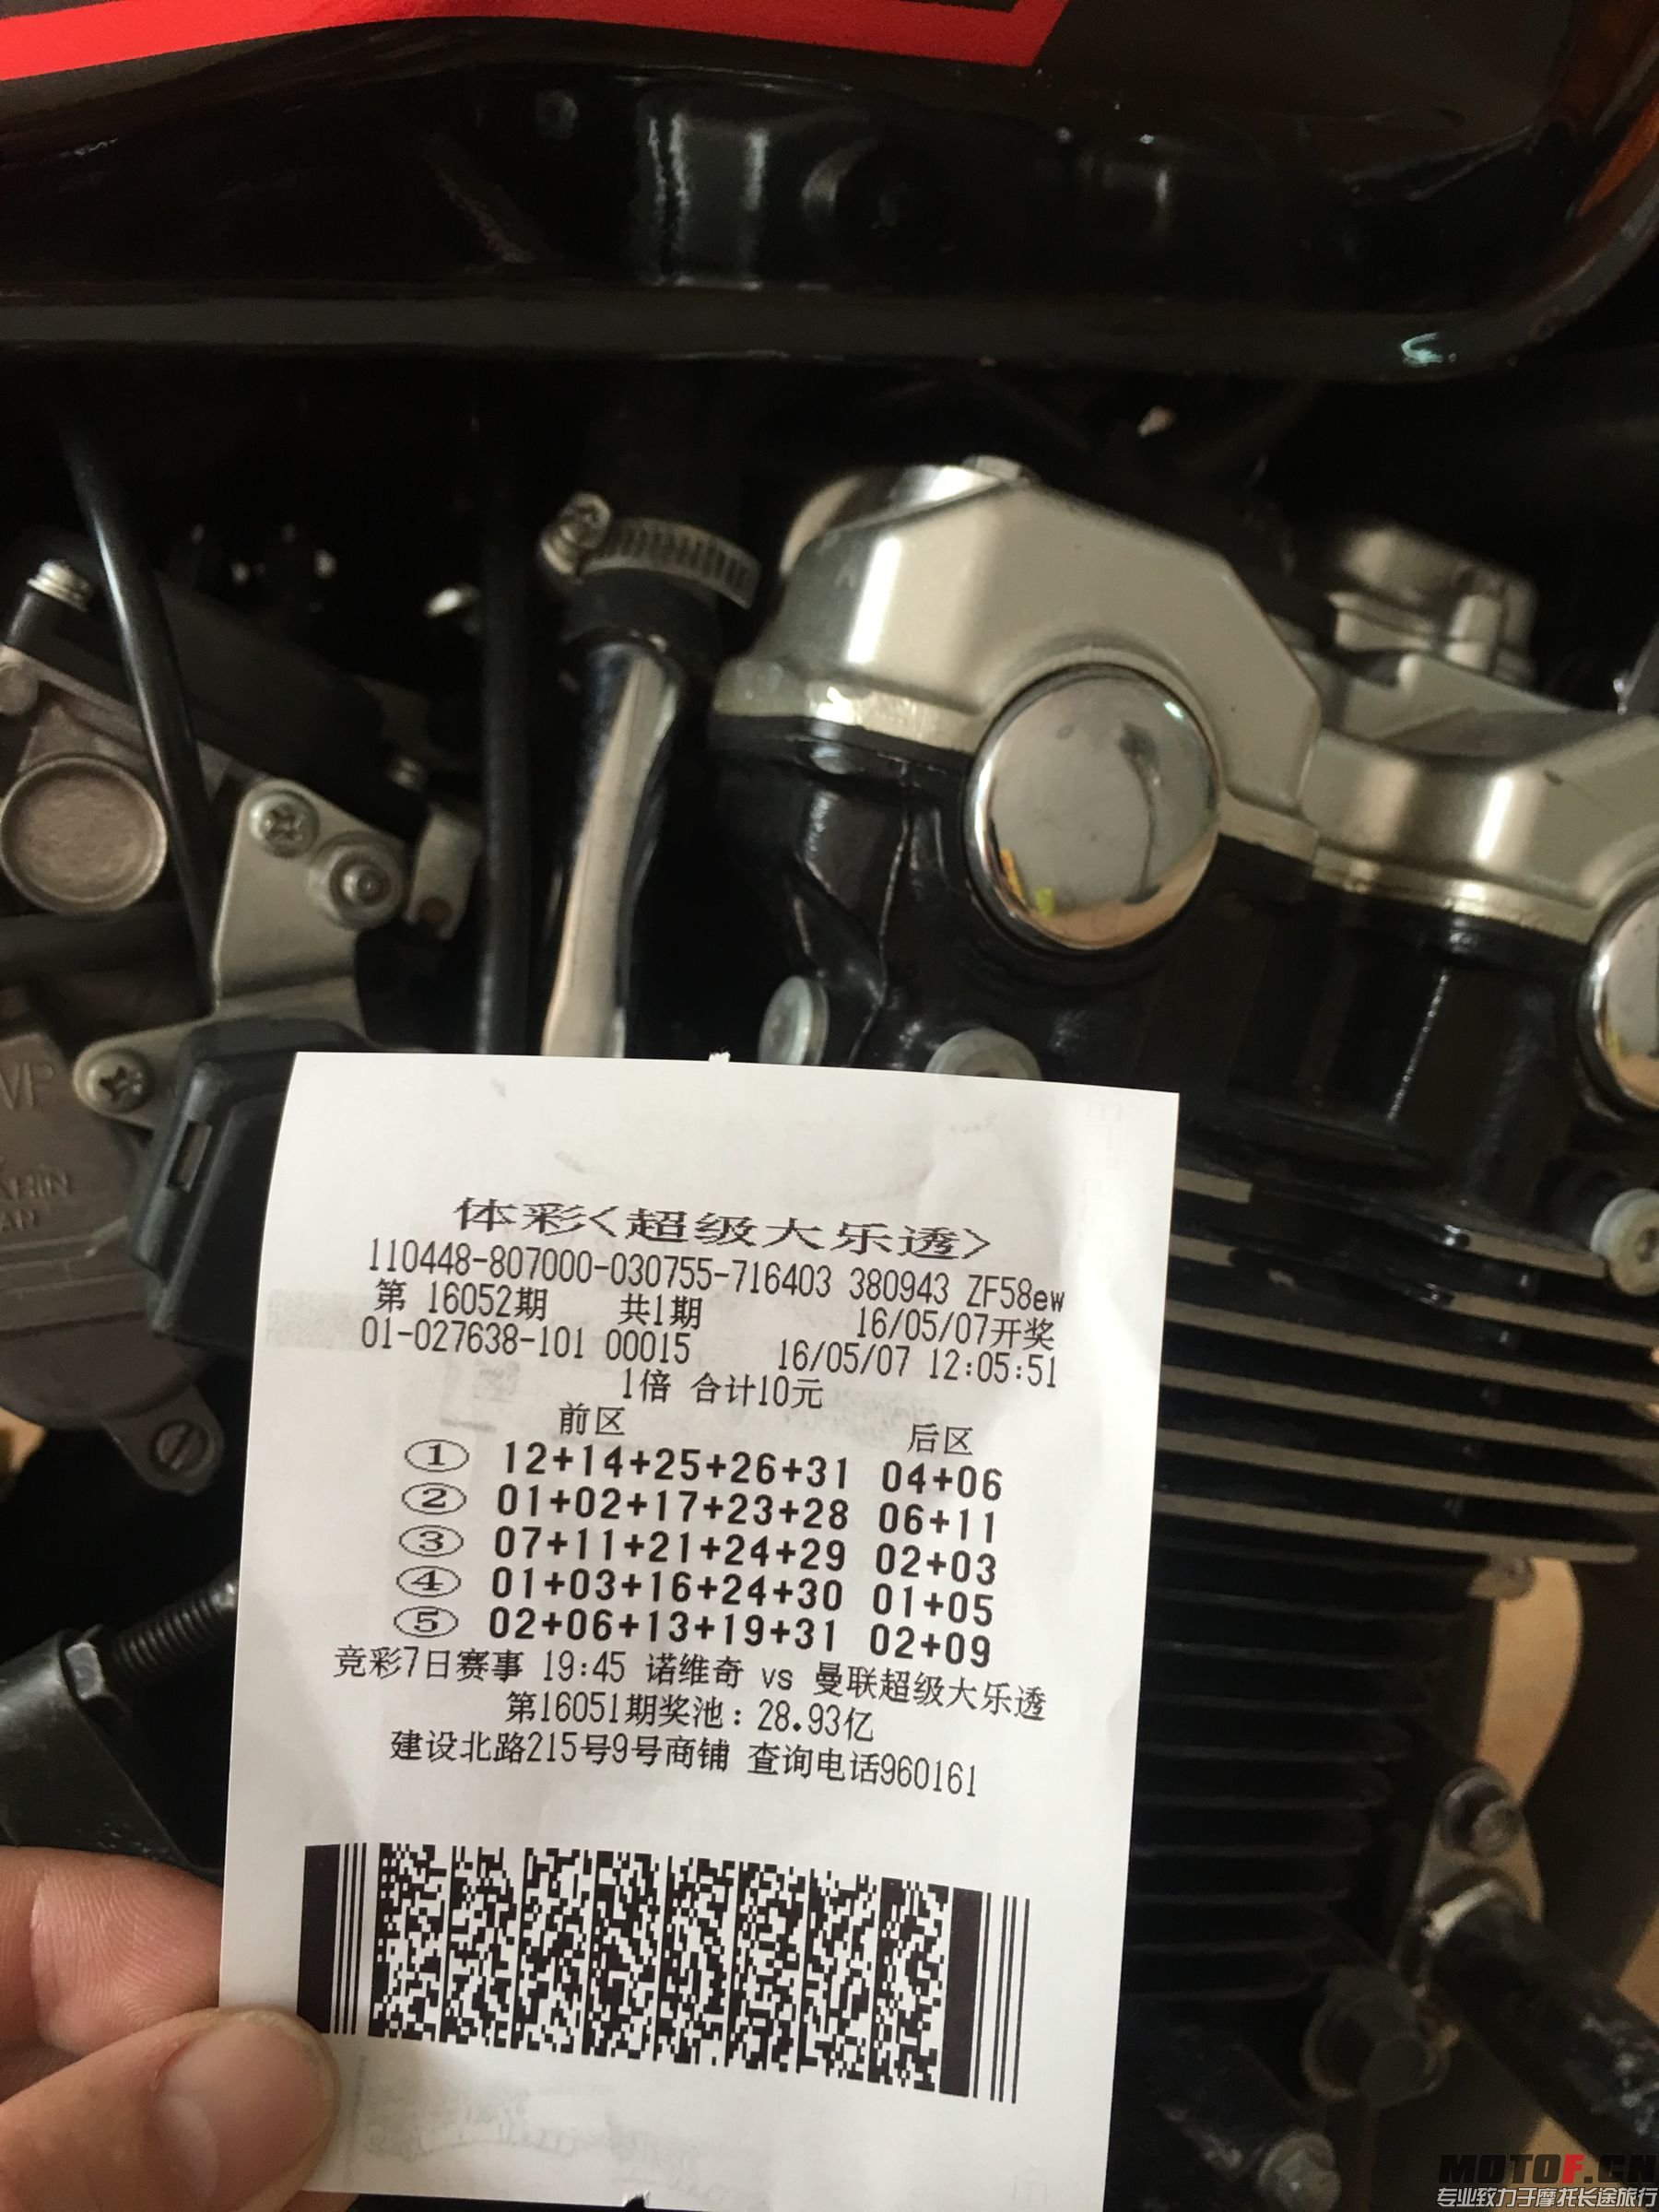 体彩<超级大乐透>
110448-807000-030755-716403 380943 ZF58ew
第 16052期 共1期 16/05/07开奖
01-027638-101 00015 16/05/07 12:05:51
1倍 合计10元
前区 后区
① 12+14+25+26+31 04+06
② 01+02+17+23+28 06+11
③ 07+11+21+24+29 02+03
④ 01+03+16+24+30 01+05
⑤ 02+06+13+19+31 02+09
竞彩7日赛事 19:45 诺维奇 vs 曼联超级大乐透
第16051期奖池：28.93亿
建设北路215号9号商铺 查询电话960161
MOTOF.CN
专业致力于摩托长途旅行